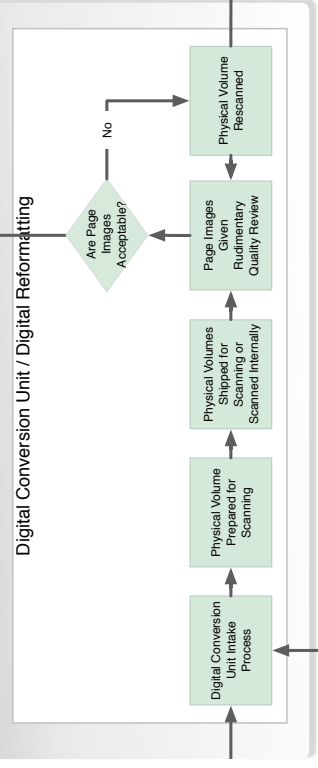 Digital Conversion Unit / Digital Reformatting
Digital Conversion
Unit Intake
Process
Physical Volume
Prepared for
Scanning
Physical Volumes
Shipped for
Scanning or
Scanned Internally
Page Images
Given
Rudimentary
Quality Review
Are Page
Images
Acceptable?
No
Physical Volume
Rescanned